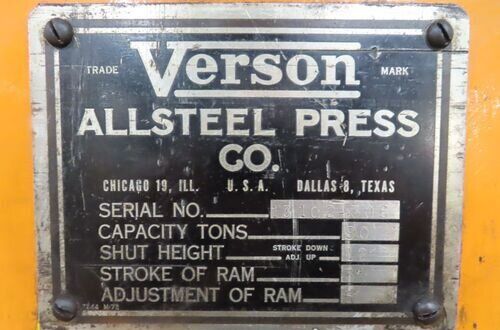 TRADE Verson MARK
ALLSTEEL PRESS
CO.
CHICAGO 19, ILL. U. S. A. DALLAS 8, TEXAS
SERIAL NO.
CAPACITY TONS
SHUT HEIGHT STROKE DOWN
ADJ. UP
STROKE OF RAM
ADJUSTMENT OF RAM